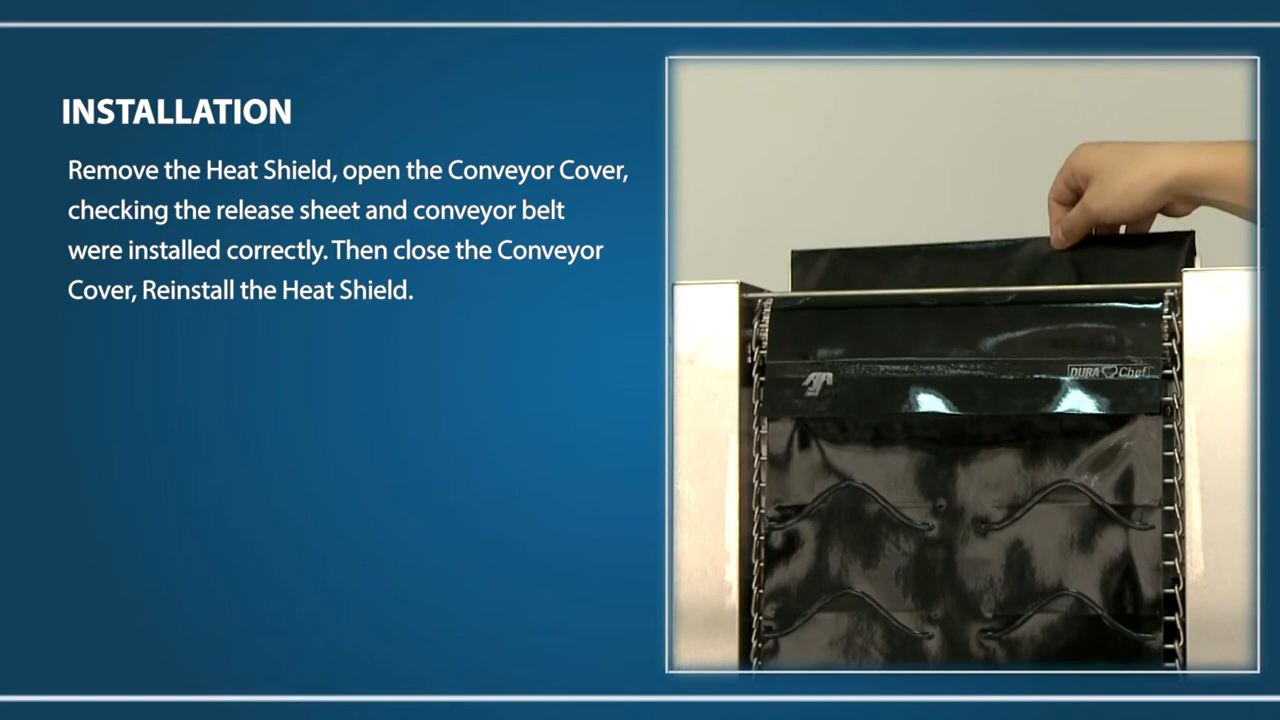 INSTALLATION
Remove the Heat Shield, open the Conveyor Cover,
checking the release sheet and conveyor belt
were installed correctly. Then close the Conveyor
Cover, Reinstall the Heat Shield.
DURA Chef